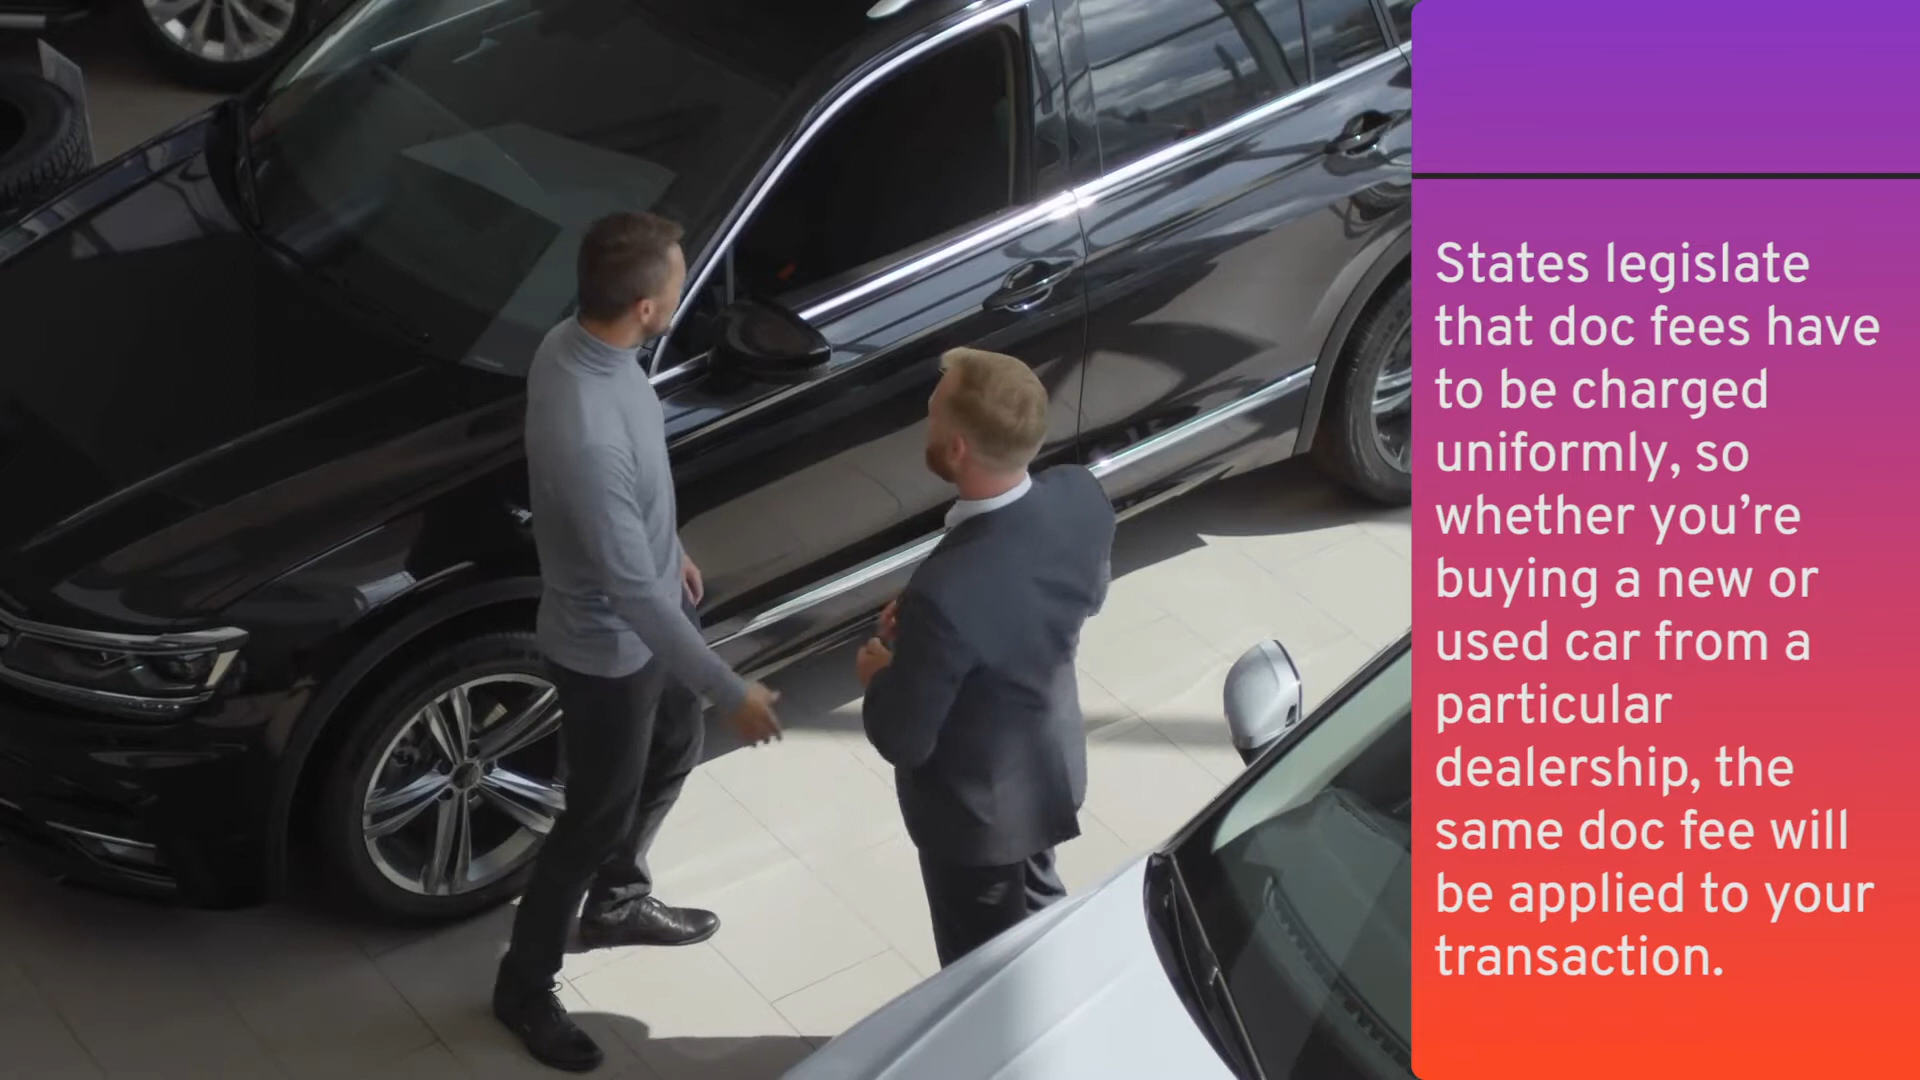 States legislate
that doc fees have
to be charged
uniformly, so
whether you’re
buying a new or
used car from a
particular
dealership, the
same doc fee will
be applied to your
transaction.